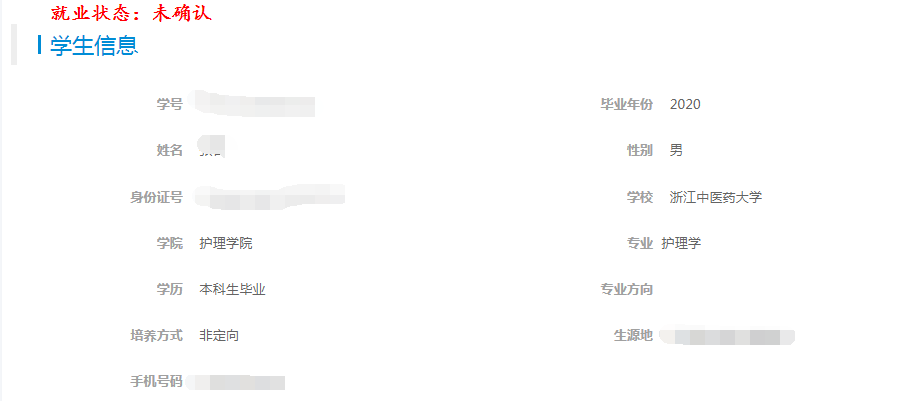 就业状态：未确认
学生信息
学号
毕业年份 2020
姓名
性别 男
身份证号
学校 浙江中医药大学
学院 护理学院
专业 护理学
学历 本科生毕业
专业方向
培养方式 非定向
生源地
手机号码